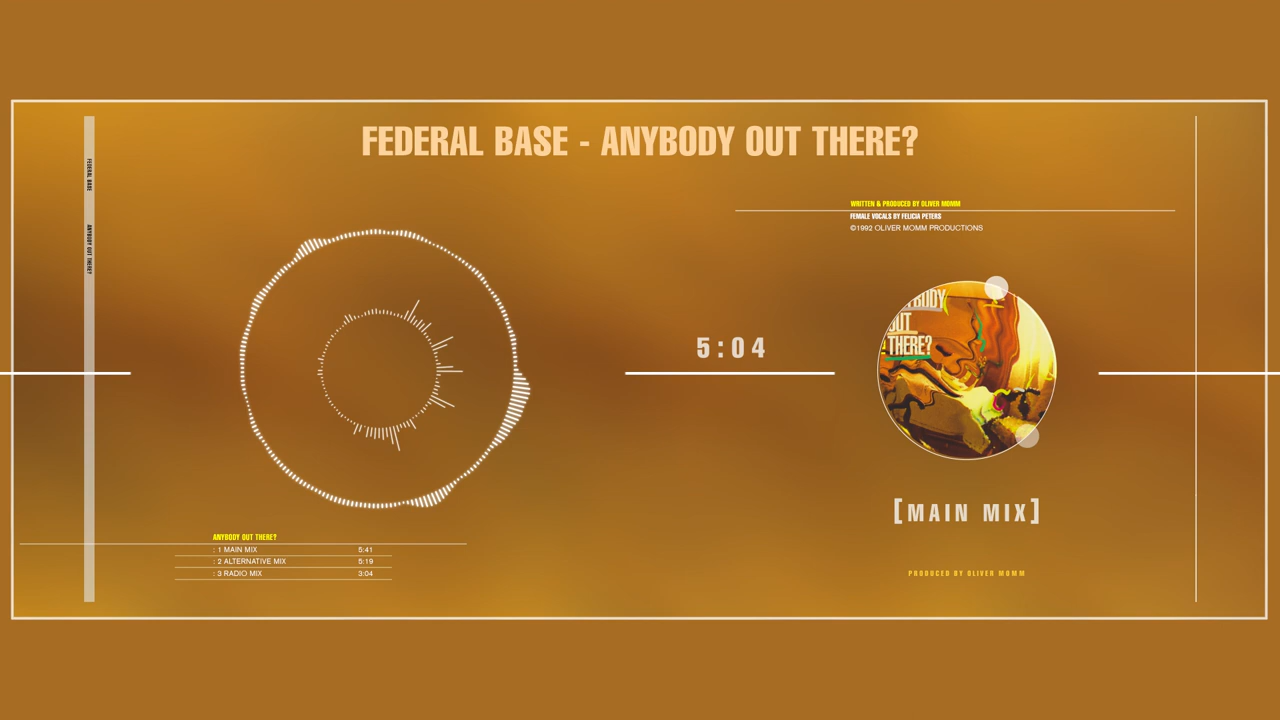 FEDERAL BASE - ANYBODY OUT THERE?
FEDERAL BASE ANYBODY OUT THERE?
WRITTEN & PRODUCED BY OLIVER MOMM
FEMALE VOCALS BY FELICIA PETERS
©1992 OLIVER MOMM PRODUCTIONS
5:04
OUT
THERE?
[MAIN MIX]
PRODUCED BY OLIVER MOMM
ANYBODY OUT THERE?
: 1 MAIN MIX 5:41
: 2 ALTERNATIVE MIX 5:19
: 3 RADIO MIX 3:04